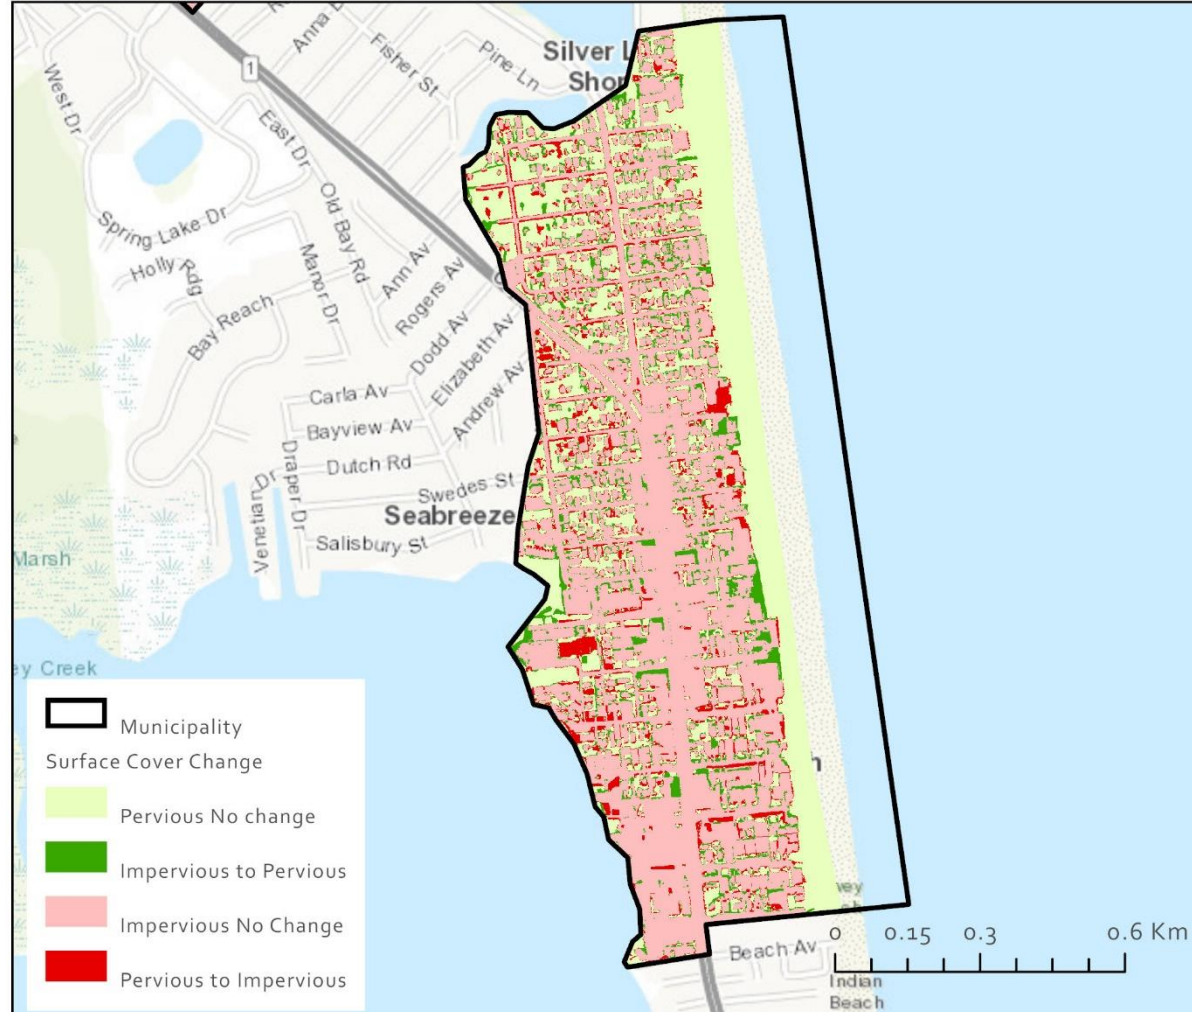 Anna
Fisher St
Pine Ln
Silver L
Shor
West Dr
1
East Dr
Spring Lake Dr
Old Bay Rd
Holly Rdg
Manor Dr
Ann Av
Rogers Av
Bay Reach
Dodd Av
Elizabeth Av
Andrew Av
Carla Av
Bayview Av
Dutch Rd
Draper Dr
Venetian Dr
Swedes St
Seabreeze
Salisbury St
Marsh
ey Creek
Municipality
Surface Cover Change
Pervious No change
Impervious to Pervious
Impervious No Change
Pervious to Impervious
h
vey
0 0.15 0.3 0.6 Km
Beach Av
Indian
Beach